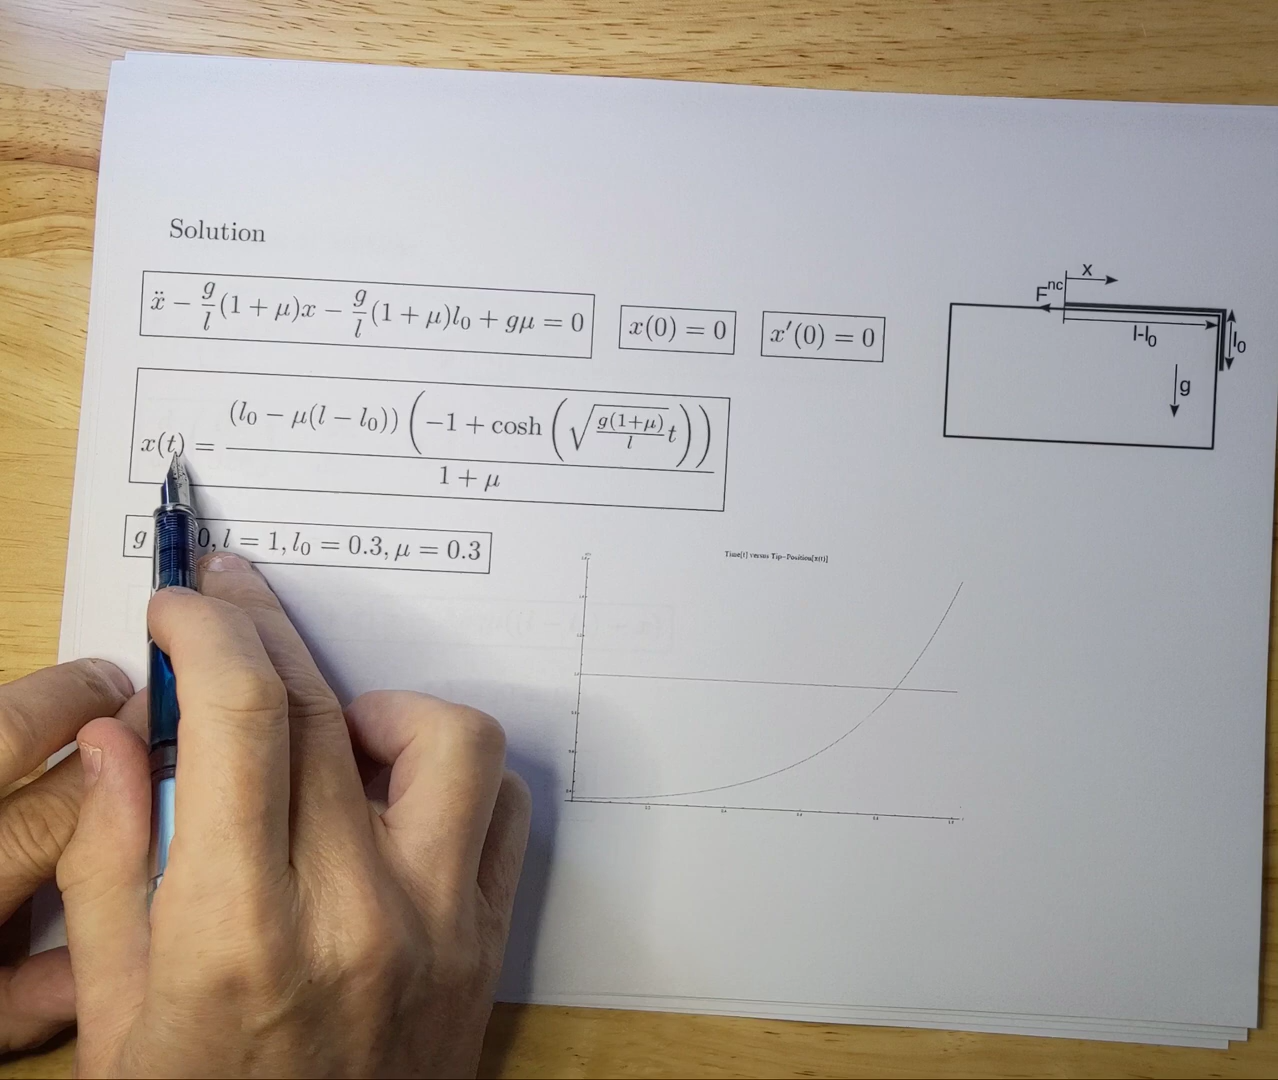 Solution
ẍ − g/l (1 + μ)x − g/l (1 + μ)l₀ + gμ = 0
x(0) = 0
x′(0) = 0
x(t) = (l₀ − μ(l − l₀)) (−1 + cosh (√(g(1+μ)/l) t)) / (1 + μ)
g 0, l = 1, l₀ = 0.3, μ = 0.3
x
Fⁿᶜ
l-l₀
l₀
g
Time[t] versus Tip-Position[x(t)]